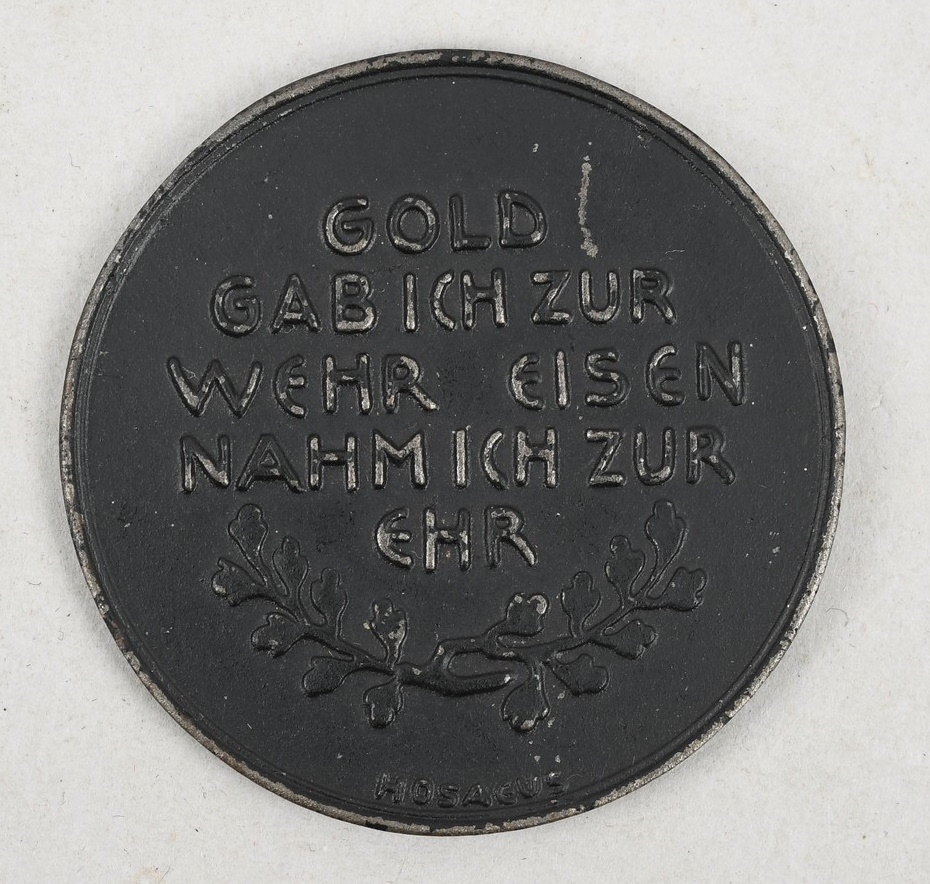 GOLD
GAB ICH ZUR
WEHR EISEN
NAHM ICH ZUR
EHR
HOSAEUS